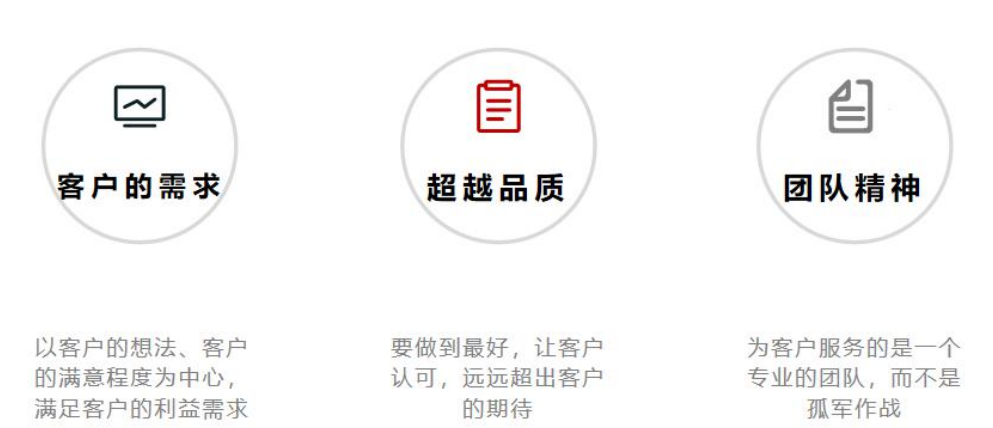 客户的需求
超越品质
团队精神
以客户的想法、客户
的满意程度为中心，
满足客户的利益需求
要做到最好，让客户
认可，远远超出客户
的期待
为客户服务的是一个
专业的团队，而不是
孤军作战